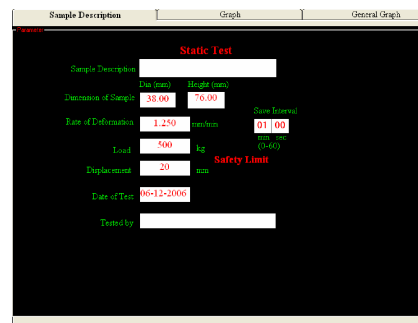 Sample Description Graph General Graph
Parameter
Static Test
Sample Description
Dia (mm) Height (mm)
Dimension of Sample 38.00 76.00
Save Interval
Rate of Deformation 1.250 mm/min 01 00
min sec
(0-60)
Load 500 kg
Safety Limit
Displacement 20 mm
Date of Test 06-12-2006
Tested by